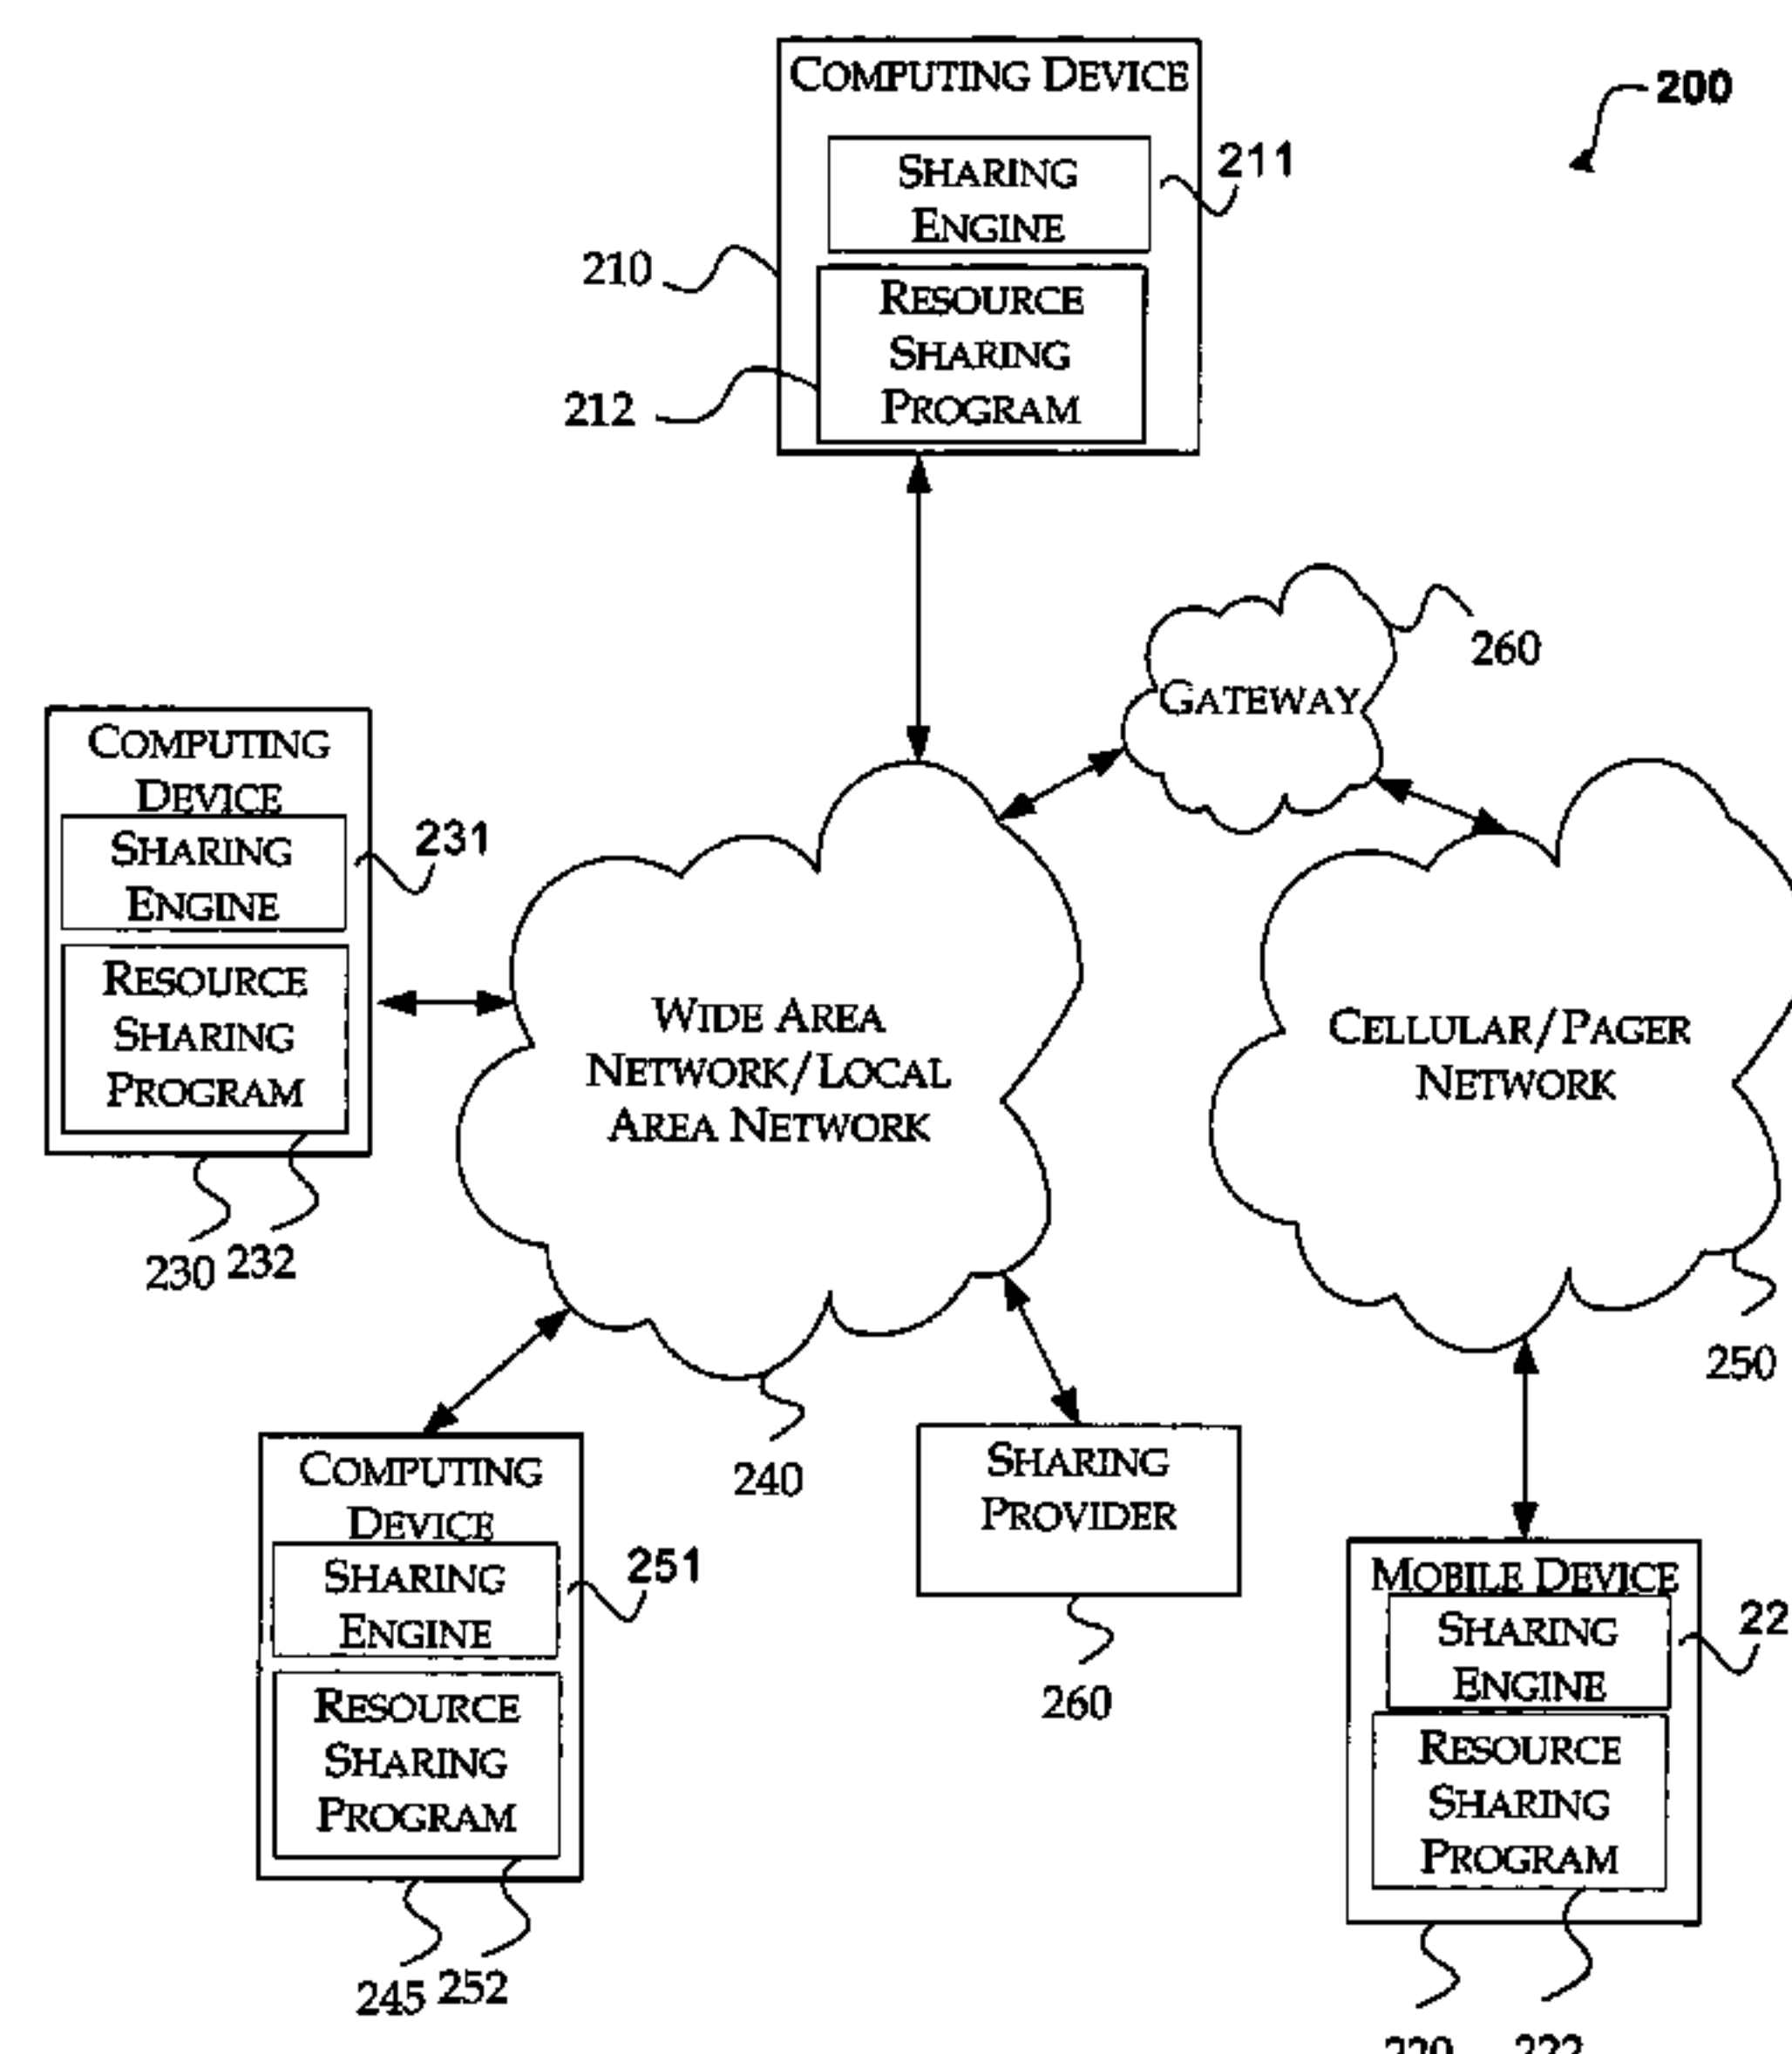 COMPUTING DEVICE
200
SHARING
ENGINE
211
210
RESOURCE
SHARING
PROGRAM
212
260
GATEWAY
COMPUTING
DEVICE
SHARING
ENGINE
231
RESOURCE
SHARING
PROGRAM
230 232
WIDE AREA
NETWORK/LOCAL
AREA NETWORK
CELLULAR/PAGER
NETWORK
240
250
COMPUTING
DEVICE
SHARING
ENGINE
251
RESOURCE
SHARING
PROGRAM
245 252
SHARING
PROVIDER
260
MOBILE DEVICE
SHARING
ENGINE
22
RESOURCE
SHARING
PROGRAM